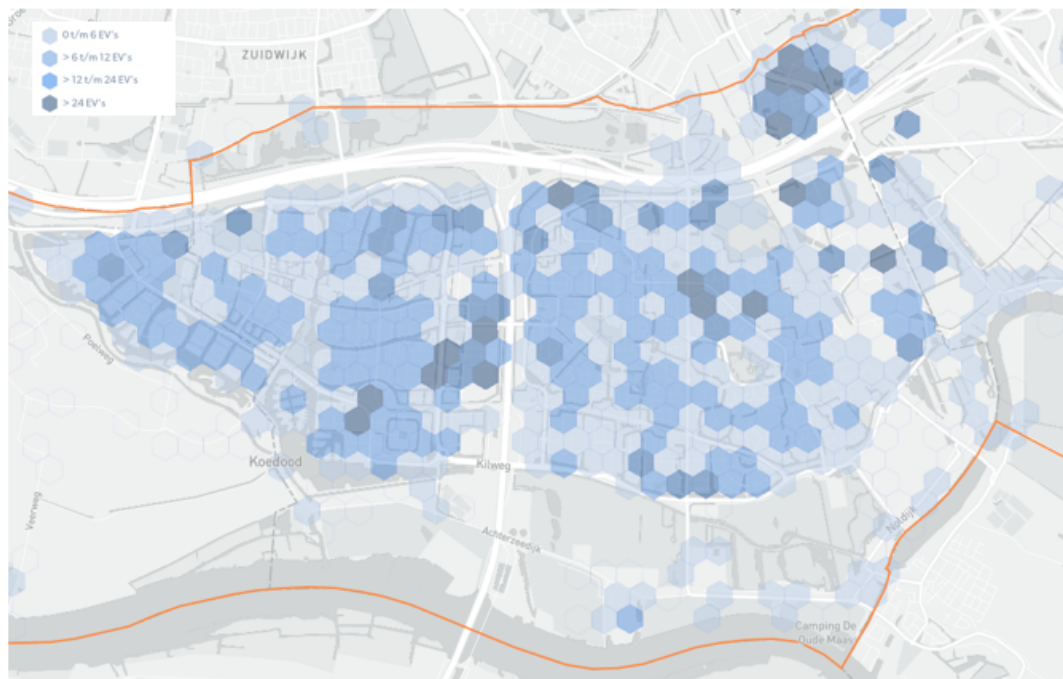 0 t/m 6 EV's
> 6 t/m 12 EV's
> 12 t/m 24 EV's
> 24 EV's
ZUIDWIJK
Poelweg
Koedood
Kilweg
Veerweg
Achterzeedijk
Noldijk
Camping De
Oude Maas